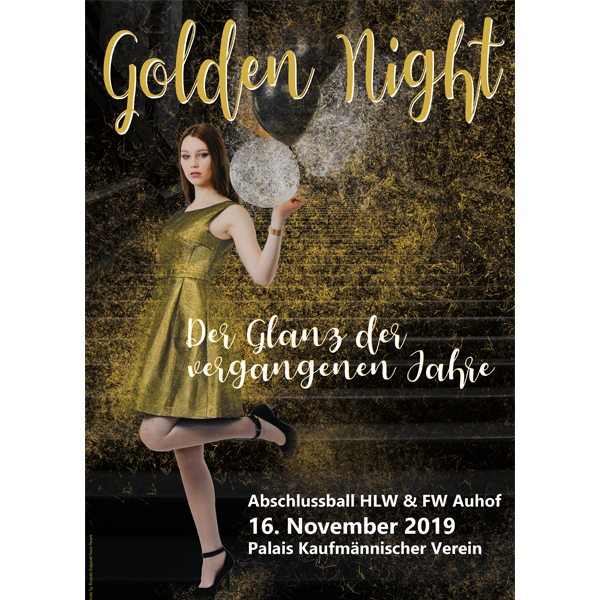 Golden Night
Der Glanz der
vergangenen Jahre
Abschlussball HLW & FW Auhof
16. November 2019
Palais Kaufmännischer Verein